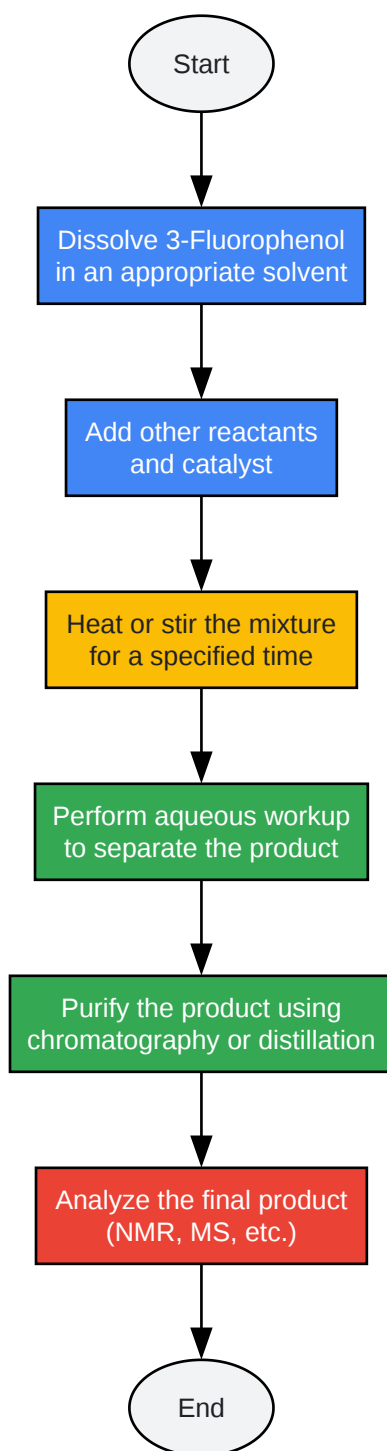 Start
Dissolve 3-Fluorophenol
in an appropriate solvent
Add other reactants
and catalyst
Heat or stir the mixture
for a specified time
Perform aqueous workup
to separate the product
Purify the product using
chromatography or distillation
Analyze the final product
(NMR, MS, etc.)
End